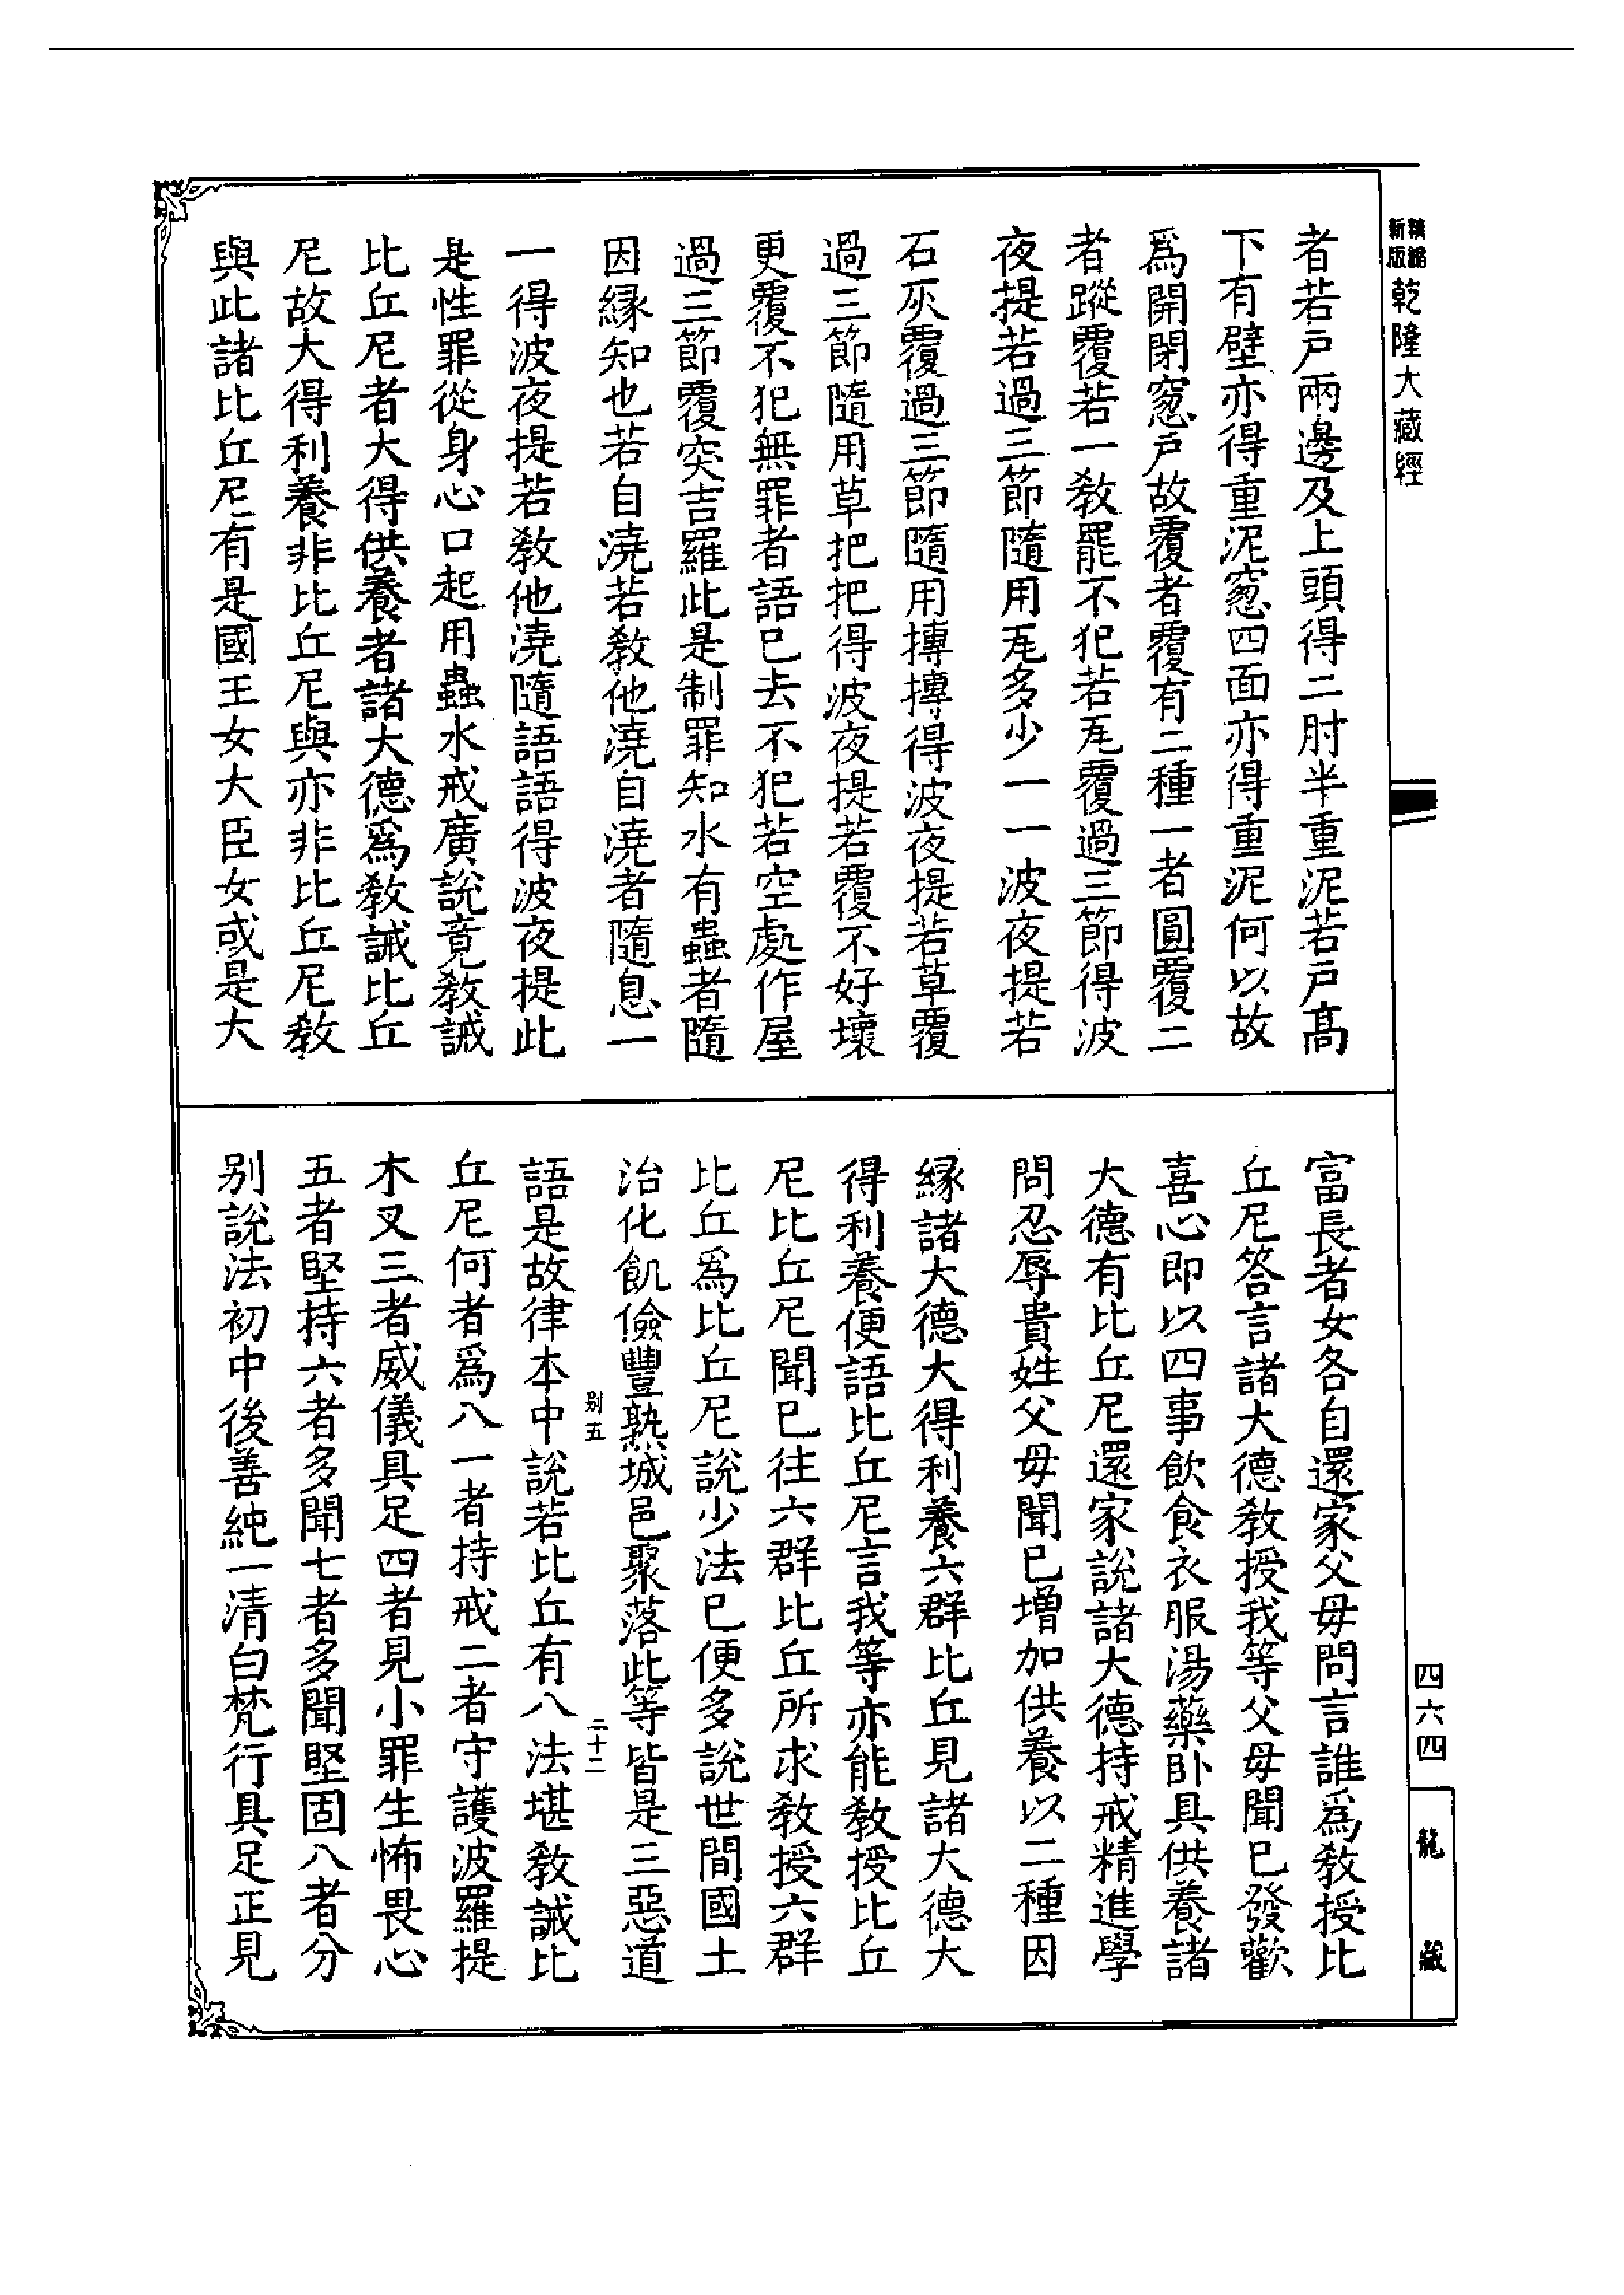 精縮
新版
乾隆大藏經
者若戶兩邊及上頭得二肘半重泥若戶高
下有壁亦得重泥窻四面亦得重泥何以故
爲開閉窻戶故覆者覆有二種一者圓覆二
者蹤覆若一敎罷不犯若瓦覆過三節得波
夜提若過三節隨用瓦多少一一波夜提若
石灰覆過三節隨用摶摶得波夜提若草覆
過三節隨用草把把得波夜提若覆不好壞
更覆不犯無罪者語已去不犯若空處作屋
過三節覆突吉羅此是制罪知水有蟲者隨
因緣知也若自澆若敎他澆自澆者隨息一
一得波夜提若敎他澆隨語語得波夜提此
是性罪從身心口起用蟲水戒廣說竟敎誡
比丘尼者大得供養者諸大德爲敎誡比丘
尼故大得利養非比丘尼與亦非比丘尼敎
與此諸比丘尼有是國王女大臣女或是大
富長者女各自還家父母問言誰爲敎授比
丘尼答言諸大德敎授我等父母聞已發歡
喜心即以四事飲食衣服湯藥卧具供養諸
大德有比丘尼還家說諸大德持戒精進學
問忍辱貴姓父母聞已增加供養以二種因
緣諸大德大得利養六群比丘見諸大德大
得利養便語比丘尼言我等亦能敎授比丘
尼比丘尼聞已往六群比丘所求敎授六群
比丘爲比丘尼說少法已便多說世間國土
治化飢儉豐熟城邑聚落此等皆是三惡道
别五
二十二
語是故律本中說若比丘有八法堪敎誡比
丘尼何者爲八一者持戒二者守護波羅提
木叉三者威儀具足四者見小罪生怖畏心
五者堅持六者多聞七者多聞堅固八者分
别說法初中後善純一清白梵行具足正見
四六四
龍藏